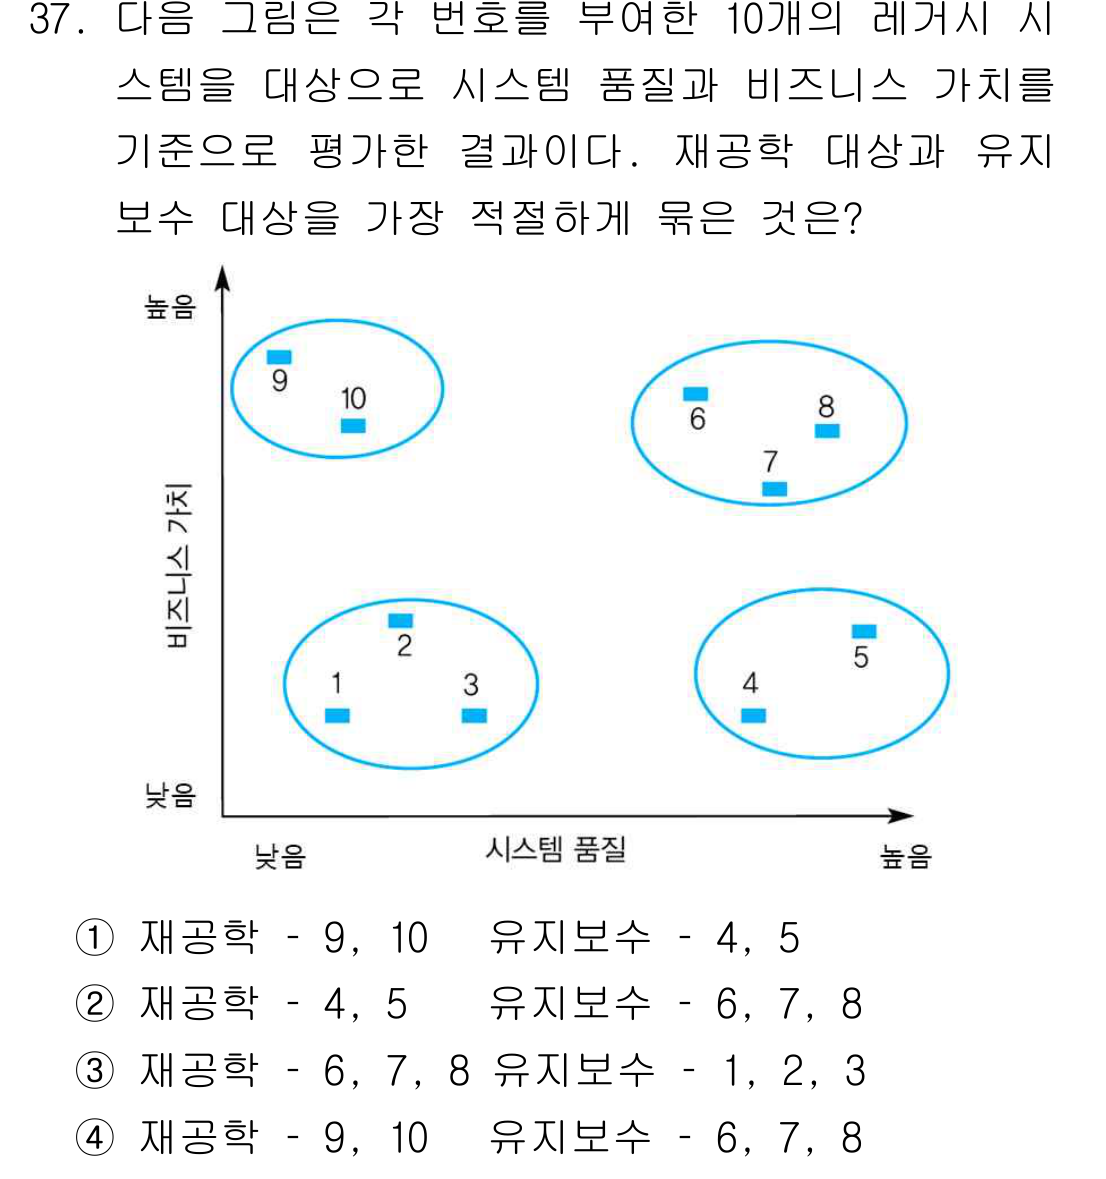 37. 다음 그림은 각 번호를 부여한 10개의 레거시 시
스템을 대상으로 시스템 품질과 비즈니스 가치를
기준으로 평가한 결과이다. 재공학 대상과 유지
보수 대상을 가장 적절하게 묶은 것은?
높음
9
10
6
8
7
비즈니스 가치
2
1
3
5
4
낮음
낮음
시스템 품질
높음
① 재공학 - 9, 10 유지보수 - 4, 5
② 재공학 - 4, 5 유지보수 - 6, 7, 8
③ 재공학 - 6, 7, 8 유지보수 - 1, 2, 3
④ 재공학 - 9, 10 유지보수 - 6, 7, 8